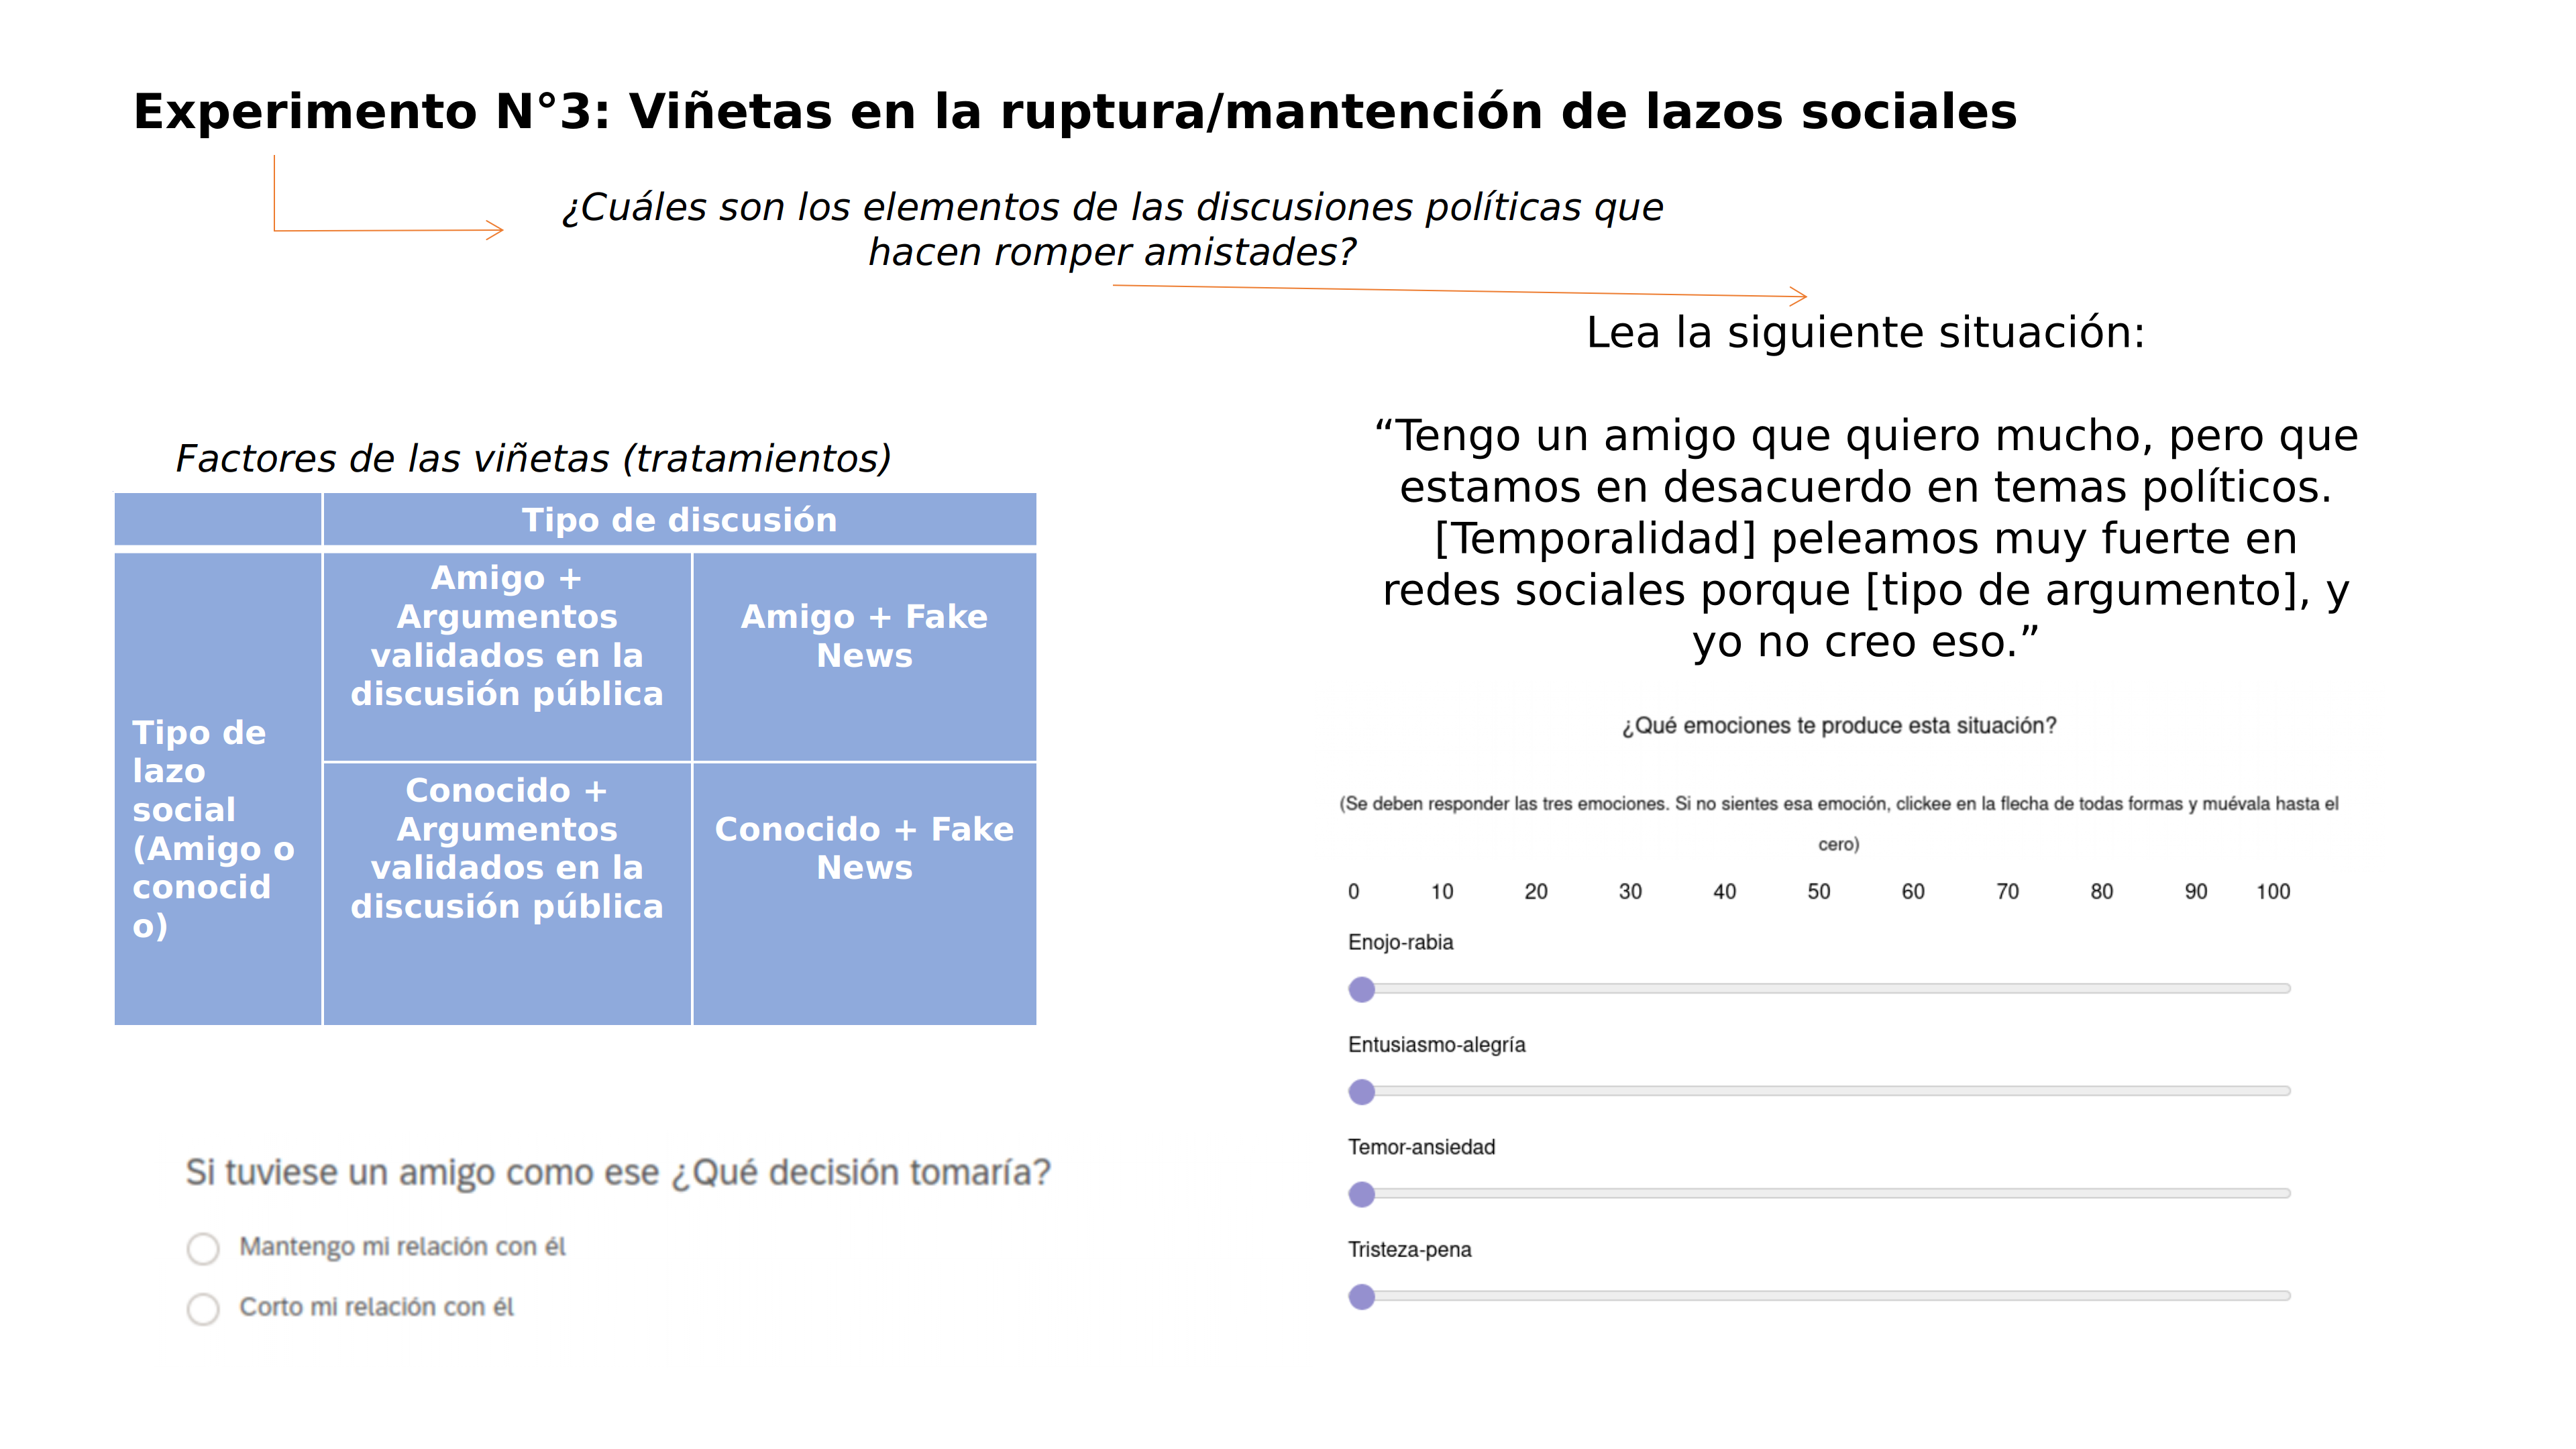 Experimento N°3: Viñetas en la ruptura/mantención de lazos sociales
¿Cuáles son los elementos de las discusiones políticas que
hacen romper amistades?
Lea la siguiente situación:
“Tengo un amigo que quiero mucho, pero que
estamos en desacuerdo en temas políticos.
[Temporalidad] peleamos muy fuerte en
redes sociales porque [tipo de argumento], y
yo no creo eso.”
Factores de las viñetas (tratamientos)
Tipo de discusión
Tipo de
lazo
social
(Amigo o
conocid
o)
Amigo +
Argumentos
validados en la
discusión pública
Amigo + Fake
News
Conocido +
Argumentos
validados en la
discusión pública
Conocido + Fake
News
¿Qué emociones te produce esta situación?
(Se deben responder las tres emociones. Si no sientes esa emoción, clickee en la flecha de todas formas y muévala hasta el
cero)
0 10 20 30 40 50 60 70 80 90 100
Enojo-rabia
Entusiasmo-alegría
Temor-ansiedad
Tristeza-pena
Si tuviese un amigo como ese ¿Qué decisión tomaría?
Mantengo mi relación con él
Corto mi relación con él